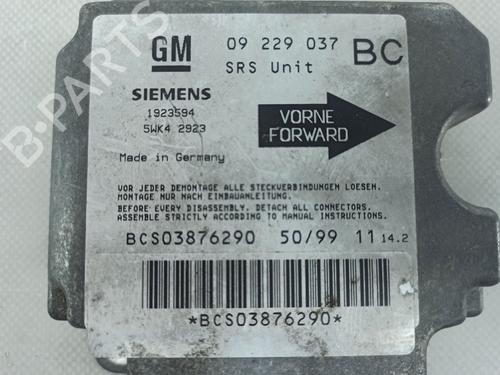 GM
09 229 037
BC
SRS Unit
SIEMENS
1923594
5WK4 2923
VORNE
FORWARD
Made in Germany
VOR JEDER DEMONTAGE ALLE STECKVERBINDUNGEN LOESEN.
MONTAGE NUR NACH EINBAUANLEITUNG.
BEFORE EVERY DISASSEMBLY, DETACH ALL CONNECTORS.
ASSEMBLE STRICTLY ACCORDING TO MANUAL INSTRUCTIONS.
BCS03876290 50/99 11 14.2
*BCS03876290*
B-PARTS